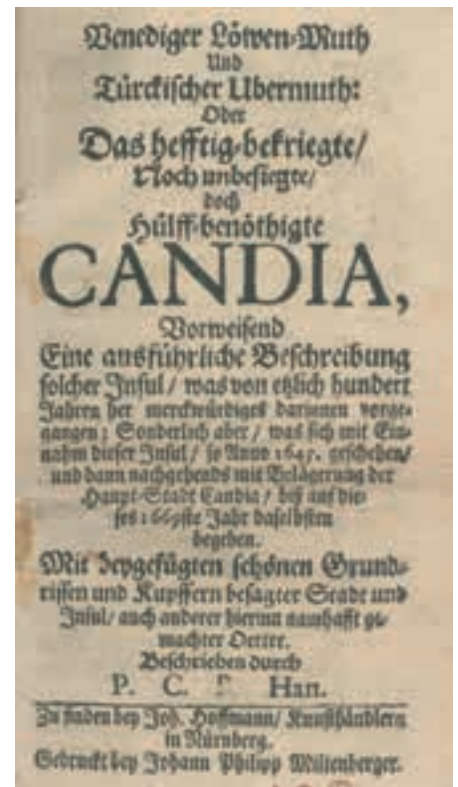 Venediger Löwen-Muth
Und
Türckischer Ubermuth:
Oder
Das hefftig-bekriegte/
Noch unbesiegte/
doch
Hülff-benöthigte
CANDIA,
Vorweisend
Eine ausführliche Beschreibung
solcher Insul / was von etzlich hundert
Jahren her merckwürdiges darinnen vorge-
gangen; Sonderlich aber / was sich mit Ein-
nahm dieser Insul / so Anno 1645. geschehen/
und dann nachgehends mit Belägerung der
Haupt-Stadt Candia / biß auf die-
ses 1669ste Jahr daselbsten
begeben.
Mit beygefügten schönen Grund-
rissen und Kupffern besagter Stadt und
Insul/ auch anderer hierinn namhafft ge-
machter Oerter.
Beschrieben durch
P. C. Han.
Zu finden bey Joh. Hoffmann/ Kunsthändlern
in Nürnberg.
Gedruckt bey Johann Philipp Miltenberger.